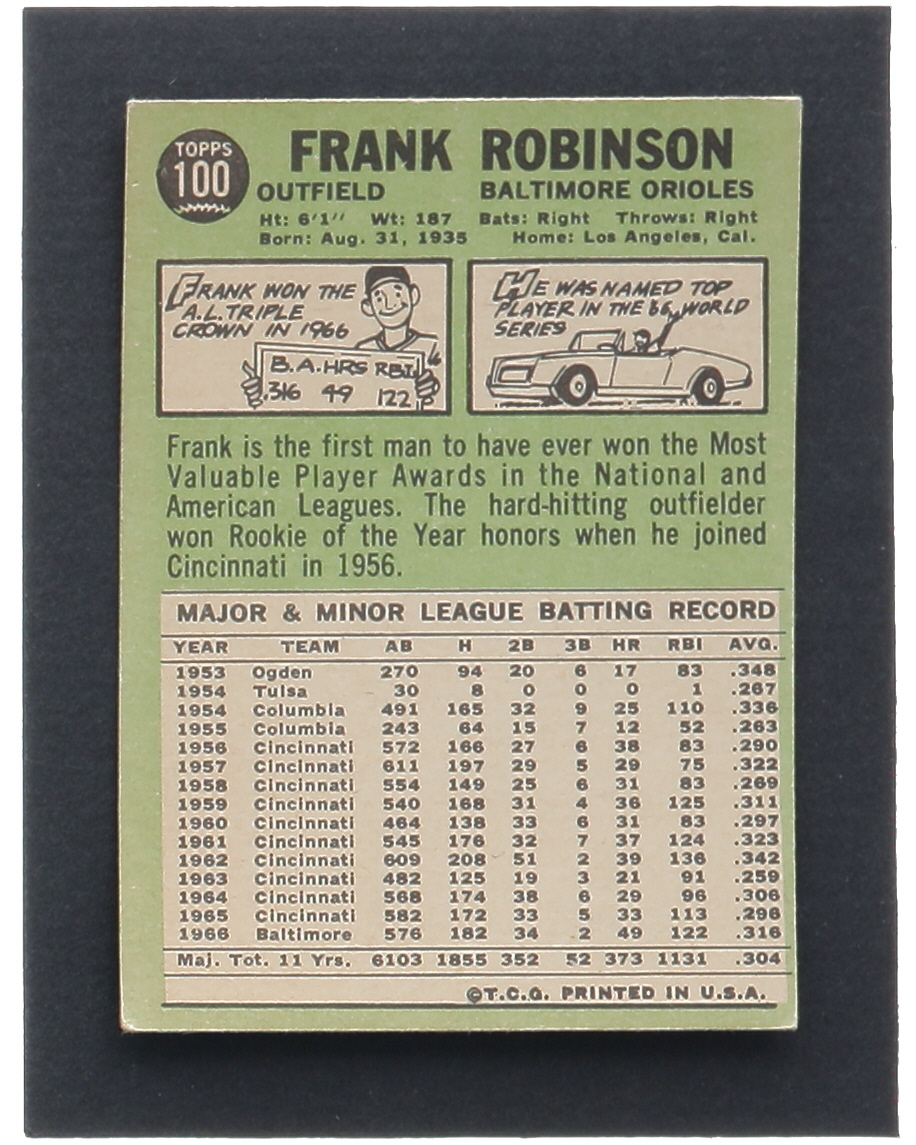 TOPPS
100
FRANK ROBINSON
OUTFIELD BALTIMORE ORIOLES
Ht: 6'1" Wt: 187 Bats: Right Throws: Right
Born: Aug. 31, 1935 Home: Los Angeles, Cal.
FRANK WON THE
A.L. TRIPLE
CROWN IN 1966
B.A. HRS RBI
.316 49 122
HE WAS NAMED TOP
PLAYER IN THE '66 WORLD
SERIES
Frank is the first man to have ever won the Most
Valuable Player Awards in the National and
American Leagues. The hard-hitting outfielder
won Rookie of the Year honors when he joined
Cincinnati in 1956.
MAJOR & MINOR LEAGUE BATTING RECORD
YEAR TEAM AB H 2B 3B HR RBI AVG.
1953 Ogden 270 94 20 6 17 83 .348
1954 Tulsa 30 8 0 0 0 1 .267
1954 Columbia 491 165 32 9 25 110 .336
1955 Columbia 243 64 15 7 12 52 .263
1956 Cincinnati 572 166 27 6 38 83 .290
1957 Cincinnati 611 197 29 5 29 75 .322
1958 Cincinnati 554 149 25 6 31 83 .269
1959 Cincinnati 540 168 31 4 36 125 .311
1960 Cincinnati 464 138 33 6 31 83 .297
1961 Cincinnati 545 176 32 7 37 124 .323
1962 Cincinnati 609 208 51 2 39 136 .342
1963 Cincinnati 482 125 19 3 21 91 .259
1964 Cincinnati 568 174 38 6 29 96 .306
1965 Cincinnati 582 172 33 5 33 113 .296
1966 Baltimore 576 182 34 2 49 122 .316
Maj. Tot. 11 Yrs. 6103 1855 352 52 373 1131 .304
©T.C.G. PRINTED IN U.S.A.